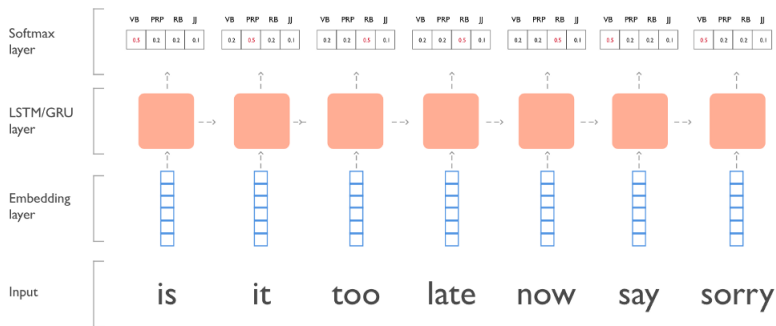 VB PRP RB JJ VB PRP RB JJ VB PRP RB JJ VB PRP RB JJ VB PRP RB JJ VB PRP RB JJ VB PRP RB JJ
Softmax
layer
0.5 0.2 0.2 0.1 0.2 0.5 0.2 0.1 0.2 0.2 0.5 0.1 0.2 0.2 0.5 0.1 0.2 0.2 0.5 0.1 0.5 0.2 0.2 0.1 0.5 0.2 0.2 0.1
LSTM/GRU
layer
Embedding
layer
Input is it too late now say sorry